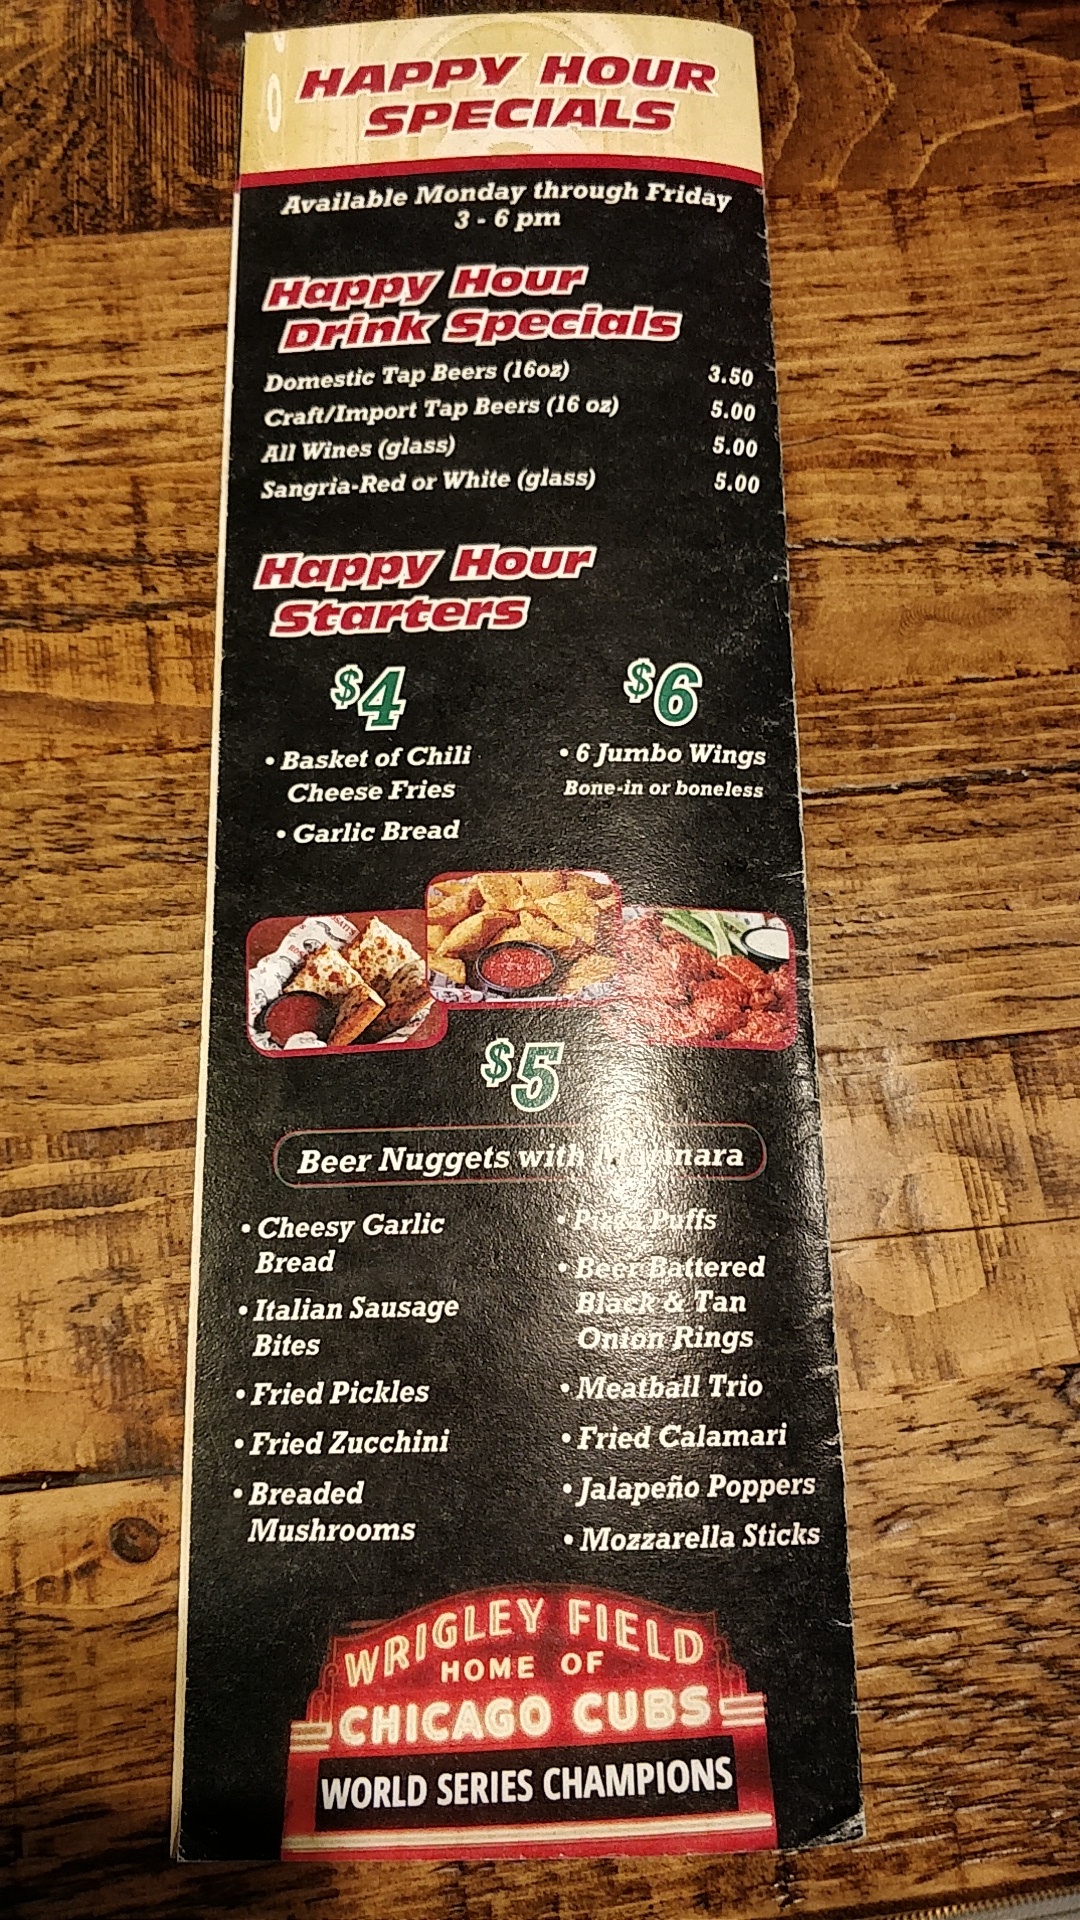 HAPPY HOUR
SPECIALS
Available Monday through Friday
3 - 6 pm
Happy Hour
Drink Specials
Domestic Tap Beers (16oz) 3.50
Craft/Import Tap Beers (16 oz) 5.00
All Wines (glass) 5.00
Sangria-Red or White (glass) 5.00
Happy Hour
Starters
$4
• Basket of Chili
Cheese Fries
• Garlic Bread
$6
• 6 Jumbo Wings
Bone-in or boneless
$5
Beer Nuggets with Marinara
• Cheesy Garlic
Bread
• Italian Sausage
Bites
• Fried Pickles
• Fried Zucchini
• Breaded
Mushrooms
• Pizza Puffs
• Beer Battered
Black & Tan
Onion Rings
• Meatball Trio
• Fried Calamari
• Jalapeño Poppers
• Mozzarella Sticks
WRIGLEY FIELD
HOME OF
CHICAGO CUBS
WORLD SERIES CHAMPIONS